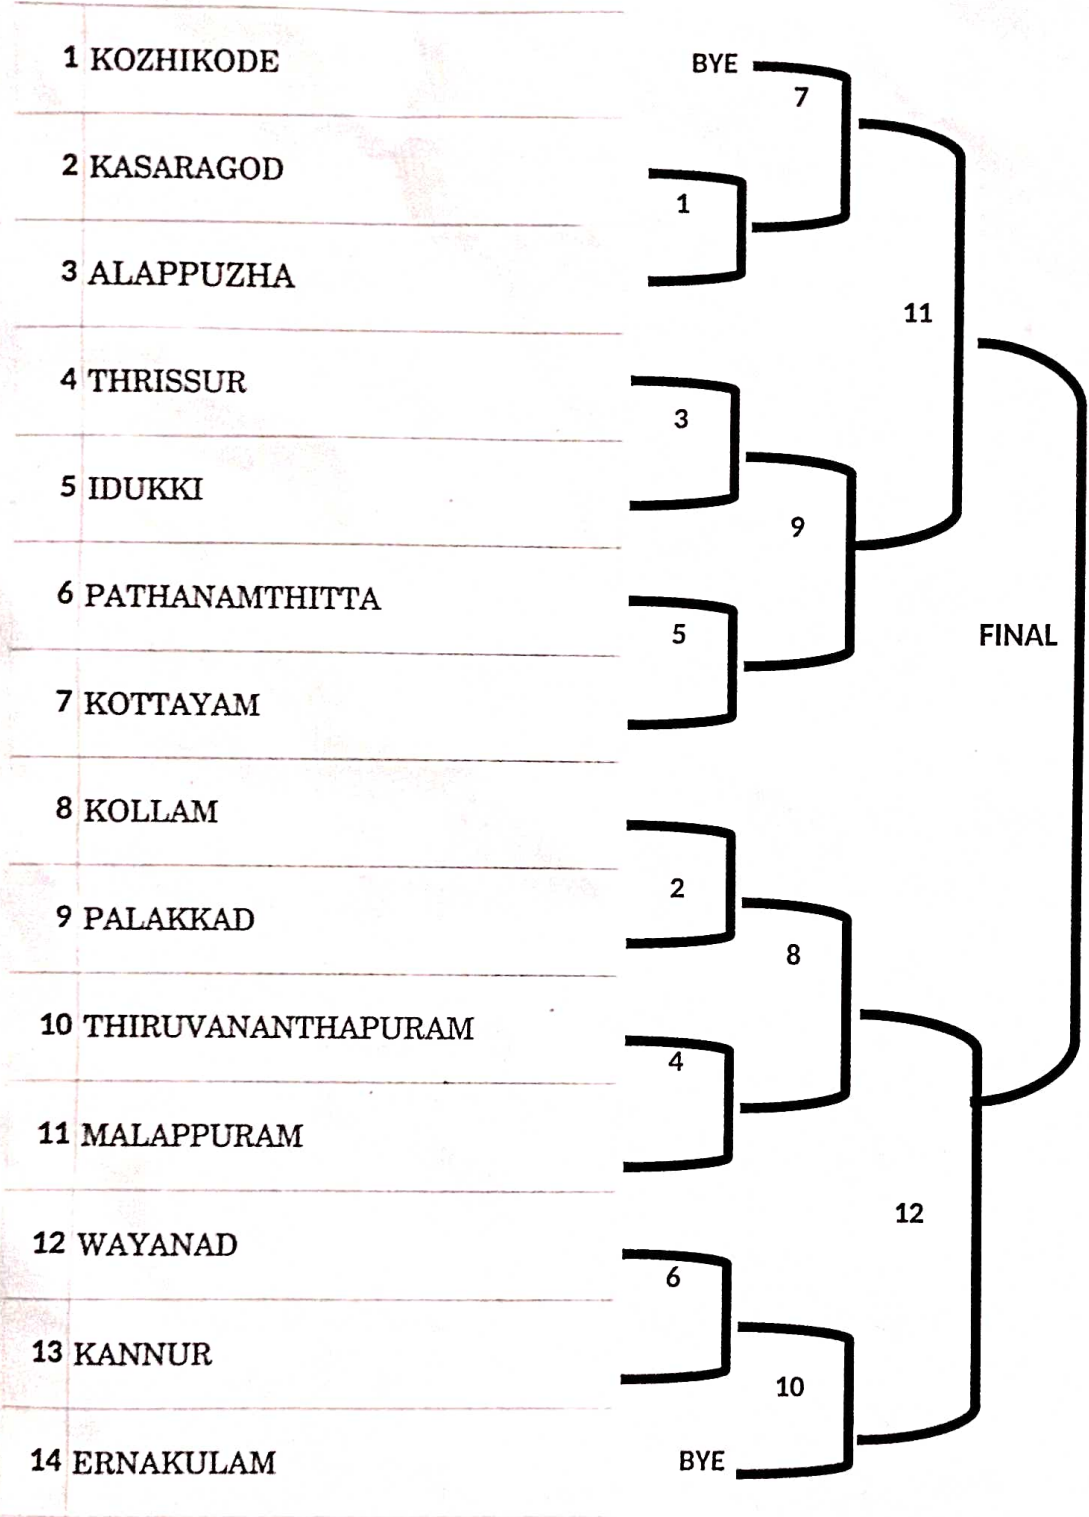 1 KOZHIKODE BYE
7
2 KASARAGOD
1
3 ALAPPUZHA
11
4 THRISSUR
3
5 IDUKKI
9
6 PATHANAMTHITTA
5
FINAL
7 KOTTAYAM
8 KOLLAM
2
9 PALAKKAD
8
10 THIRUVANANTHAPURAM
4
11 MALAPPURAM
12
12 WAYANAD
6
13 KANNUR
10
14 ERNAKULAM BYE